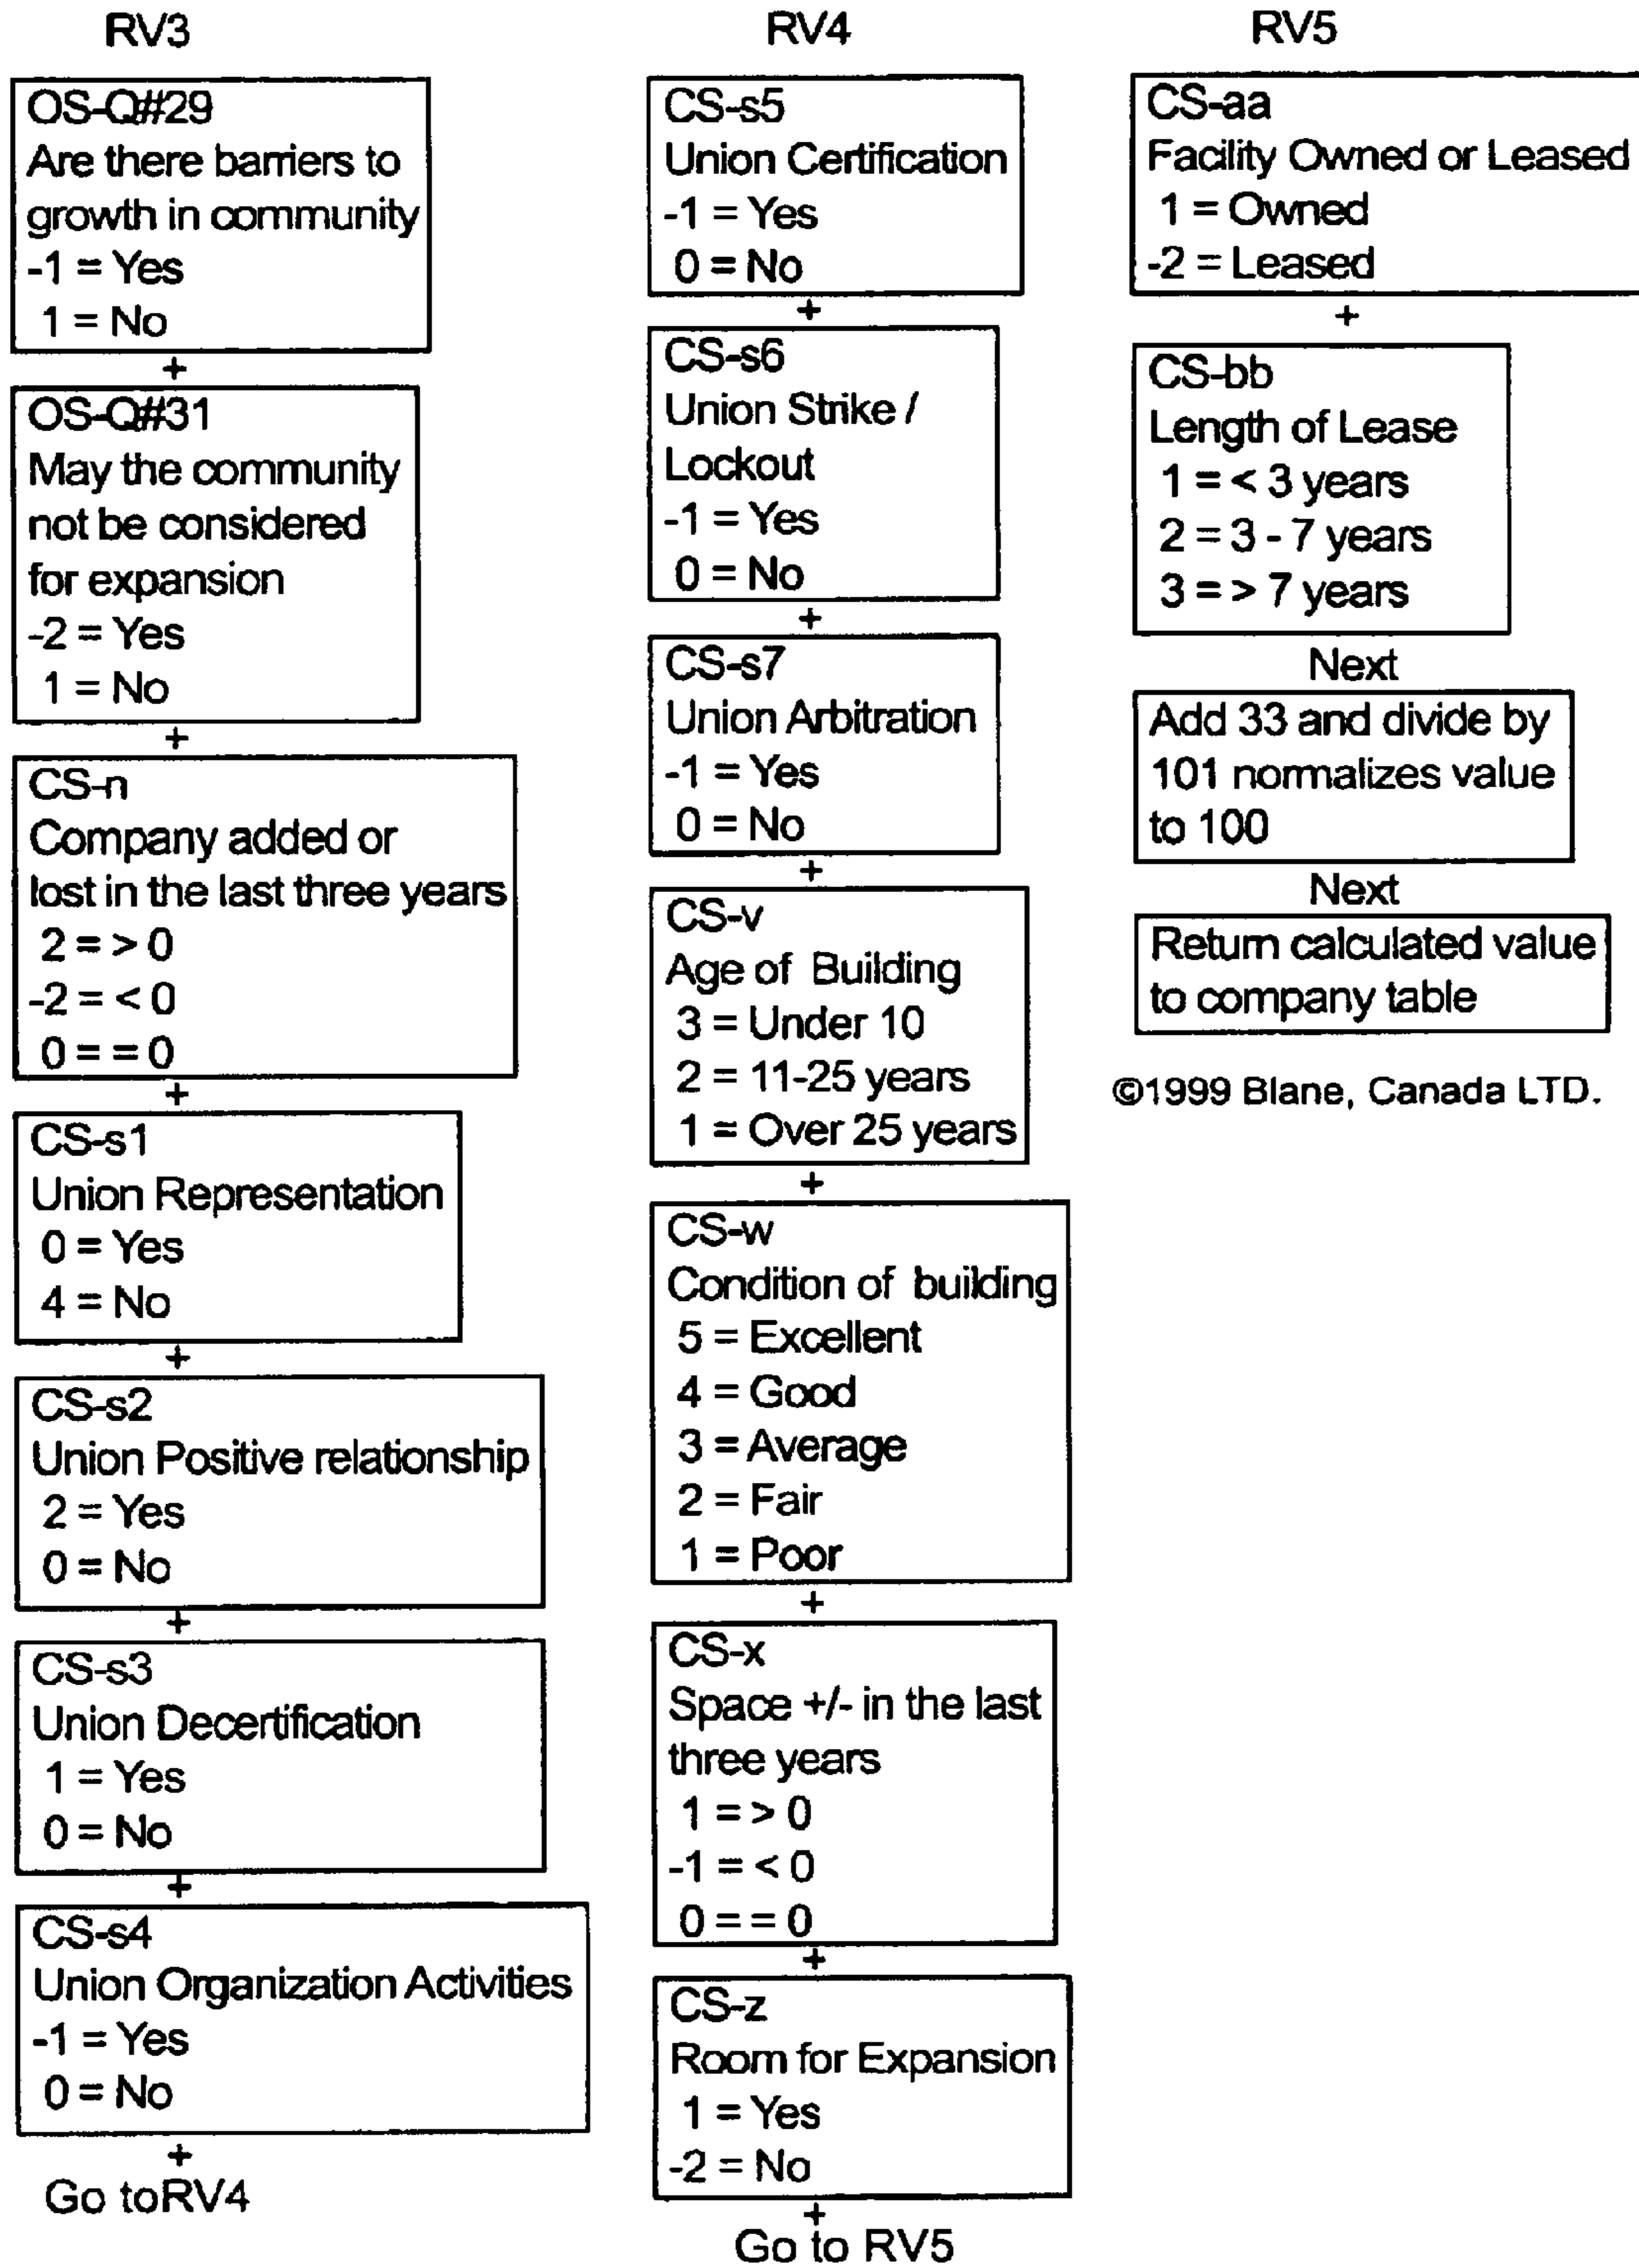 RV3
OS-Q#29
Are there barriers to
growth in community
-1 = Yes
1 = No
+
OS-Q#31
May the community
not be considered
for expansion
-2 = Yes
1 = No
+
CS-n
Company added or
lost in the last three years
2 = > 0
-2 = < 0
0 = = 0
+
CS-s1
Union Representation
0 = Yes
4 = No
+
CS-s2
Union Positive relationship
2 = Yes
0 = No
+
CS-s3
Union Decertification
1 = Yes
0 = No
+
CS-s4
Union Organization Activities
-1 = Yes
0 = No
+
Go toRV4
RV4
CS-s5
Union Certification
-1 = Yes
0 = No
+
CS-s6
Union Strike /
Lockout
-1 = Yes
0 = No
+
CS-s7
Union Arbitration
-1 = Yes
0 = No
+
CS-v
Age of Building
3 = Under 10
2 = 11-25 years
1 = Over 25 years
+
CS-w
Condition of building
5 = Excellent
4 = Good
3 = Average
2 = Fair
1 = Poor
+
CS-x
Space +/- in the last
three years
1 = > 0
-1 = < 0
0 = = 0
+
CS-z
Room for Expansion
1 = Yes
-2 = No
+
Go to RV5
RV5
CS-aa
Facility Owned or Leased
1 = Owned
-2 = Leased
+
CS-bb
Length of Lease
1 = < 3 years
2 = 3 - 7 years
3 = > 7 years
Next
Add 33 and divide by
101 normalizes value
to 100
Next
Return calculated value
to company table
©1999 Blane, Canada LTD.